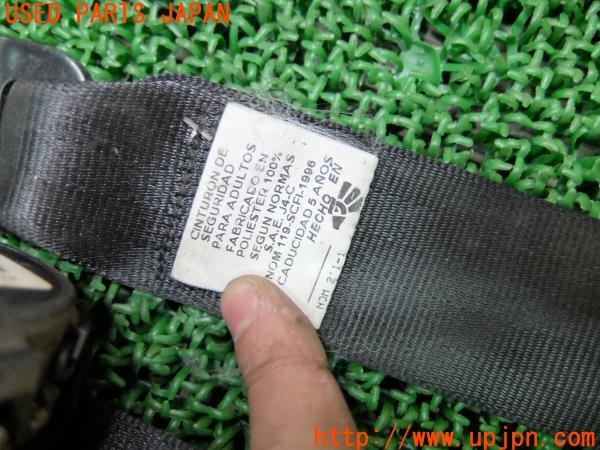 USED PARTS JAPAN
CINTURÓN DE
SEGURIDAD
PARA ADULTOS
FABRICADO EN
POLIESTER 100%
SEGUN NORMAS
S.A.E. J4-C
NOM 119-SCFI-1996
CADUCIDAD 5 AÑOS
HECHO EN
http://www.upjpn.com